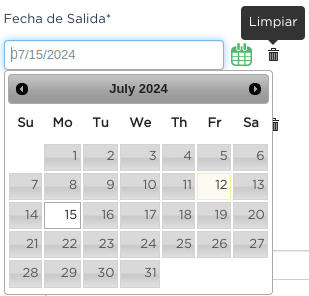 Fecha de Salida*
Limpiar
07/15/2024
July 2024
Su Mo Tu We Th Fr Sa
1 2 3 4 5 6
7 8 9 10 11 12 13
14 15 16 17 18 19 20
21 22 23 24 25 26 27
28 29 30 31